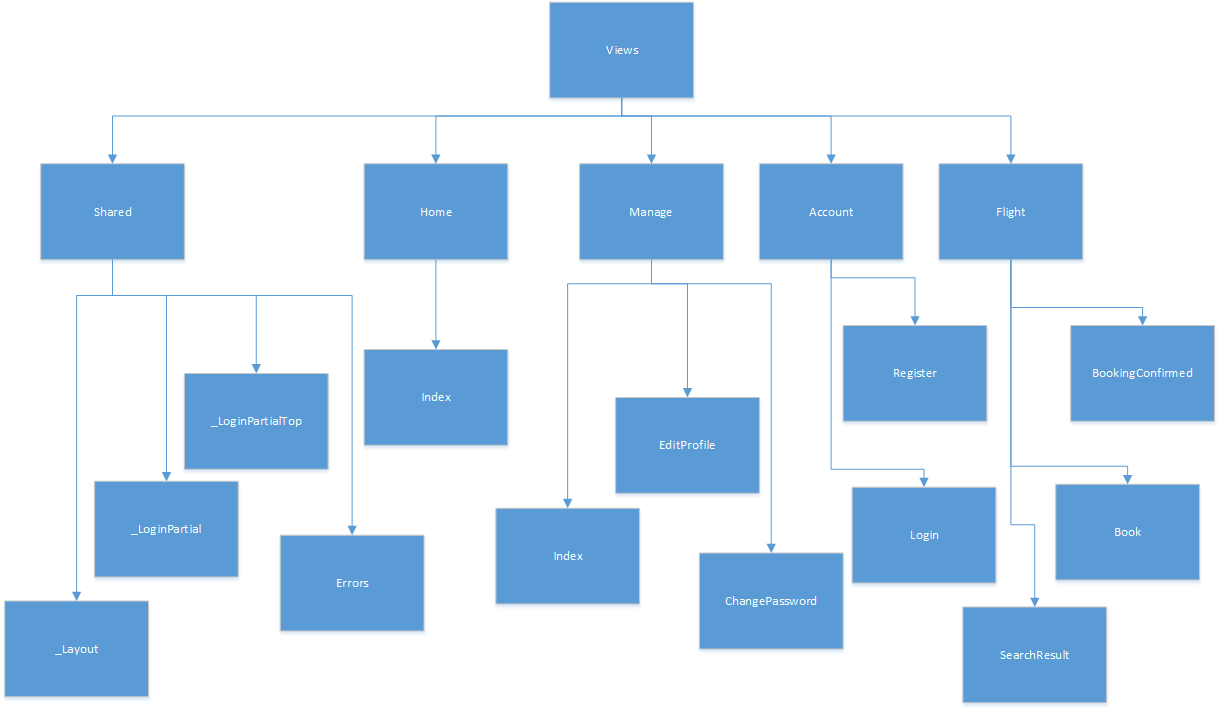 Views
Shared
Home
Manage
Account
Flight
Register
BookingConfirmed
Index
_LoginPartialTop
EditProfile
_LoginPartial
Login
Book
Index
Errors
ChangePassword
_Layout
SearchResult